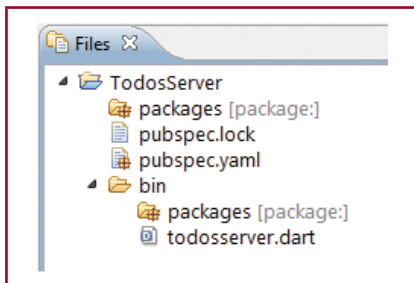 Files
TodosServer
packages [package:]
pubspec.lock
pubspec.yaml
bin
packages [package:]
todosserver.dart